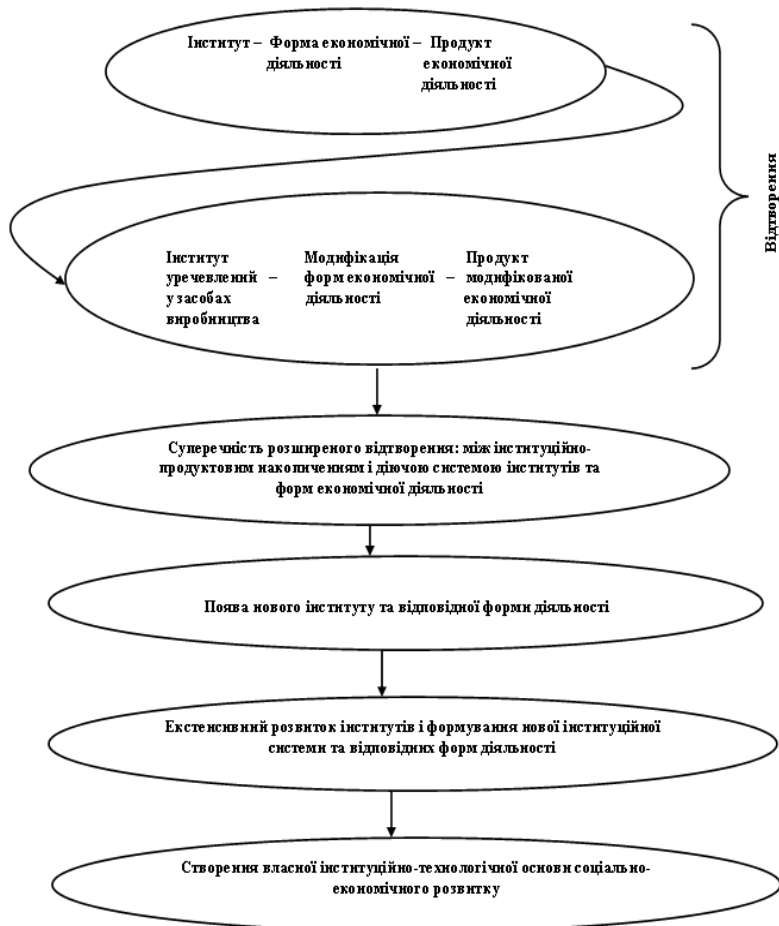 Інститут – Форма економічної – Продукт
діяльності економічної
діяльності
Відтворення
Інститут Модифікація Продукт
уречевлений – форм економічної – модифікованої
у засобах діяльності економічної
виробництва діяльності
Суперечність розширеного відтворення: між інституційно-
продуктовим накопиченням і діючою системою інститутів та
форм економічної діяльності
Поява нового інституту та відповідної форми діяльності
Екстенсивний розвиток інститутів і формування нової інституційної
системи та відповідних форм діяльності
Створення власної інституційно-технологічної основи соціально-
економічного розвитку